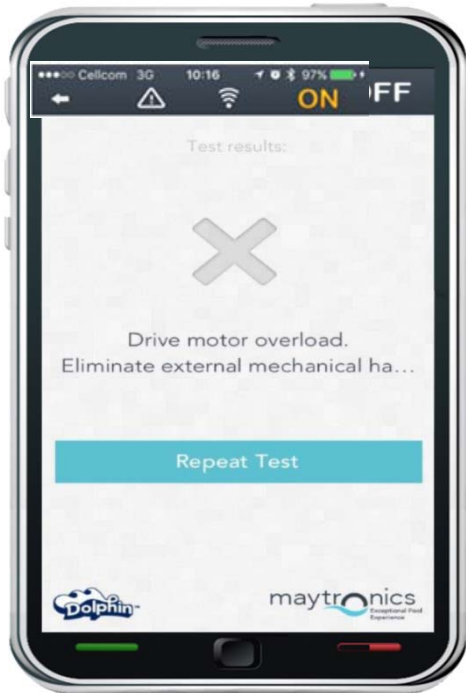 Cellcom 3G 10:16 97%
ON FF
Test results:
Drive motor overload.
Eliminate external mechanical ha...
Repeat Test
Dolphin
maytronics
Exceptional Pool
Experience